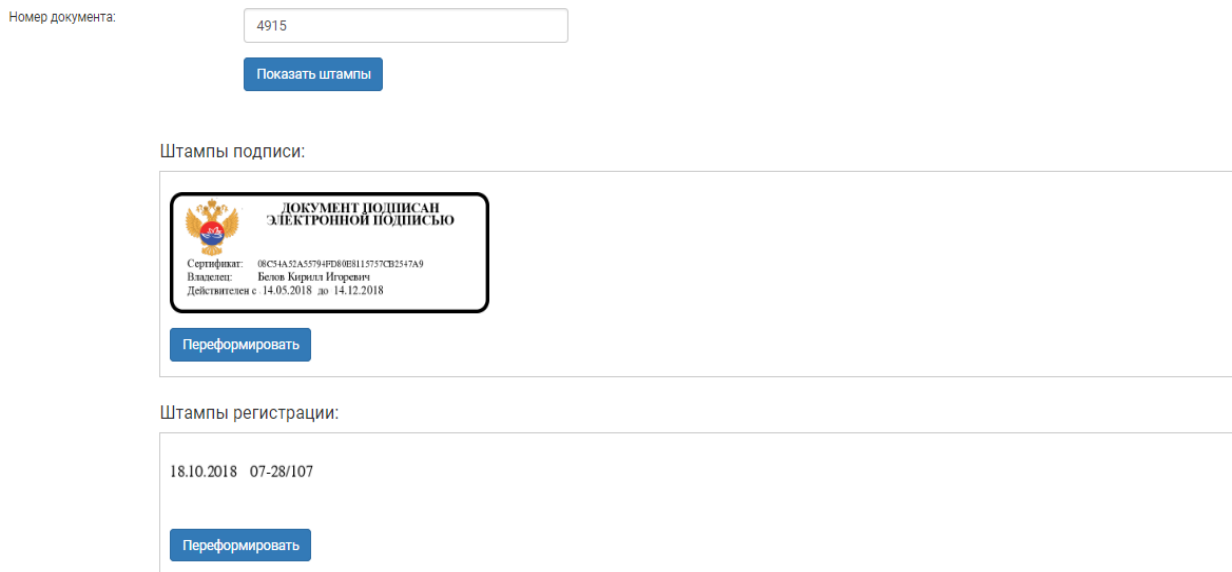 Номер документа:
4915
Показать штампы
Штампы подписи:
ДОКУМЕНТ ПОДПИСАН
ЭЛЕКТРОННОЙ ПОДПИСЬЮ
Сертификат: 08C54A52A55794FD80E8115757CB2547A9
Владелец: Белов Кирилл Игоревич
Действителен с 14.05.2018 до 14.12.2018
Переформировать
Штампы регистрации:
18.10.2018 07-28/107
Переформировать